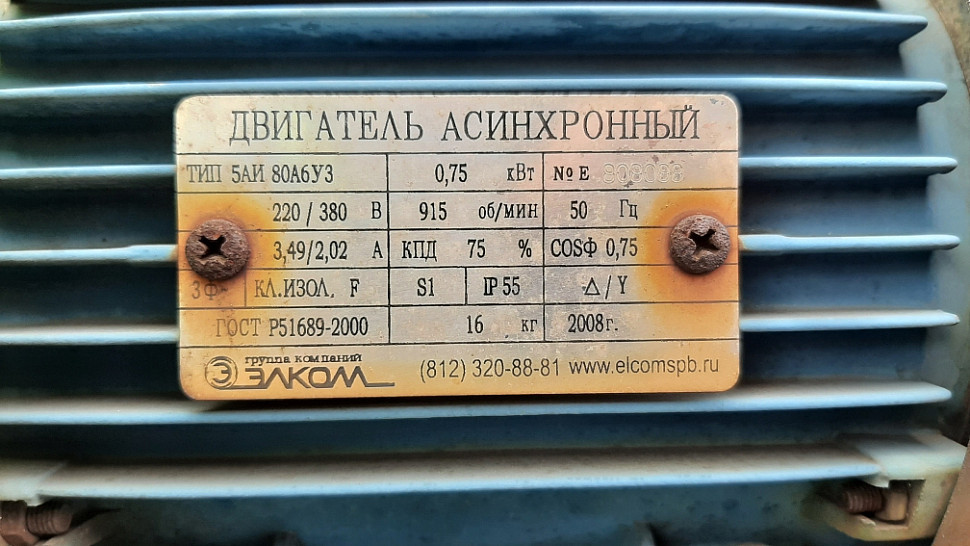 ДВИГАТЕЛЬ АСИНХРОННЫЙ
ТИП 5АИ 80А6У3 0,75 кВт № Е
220 / 380 В 915 об/мин 50 Гц
3,49/2,02 А КПД 75 % COSФ 0,75
3Ф КЛ.ИЗОЛ. F S1 IP 55 △/Y
ГОСТ Р51689-2000 16 кг 2008г.
группа компаний
Э ЭЛКОМ (812) 320-88-81 www.elcomspb.ru